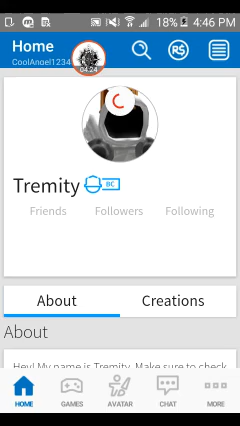 18% 4:46 PM
Home
CoolAngel1234
04:24
R$
Tremity BC
Friends Followers Following
About Creations
About
Hey! My name is Tremity. Make sure to check
HOME GAMES AVATAR CHAT MORE